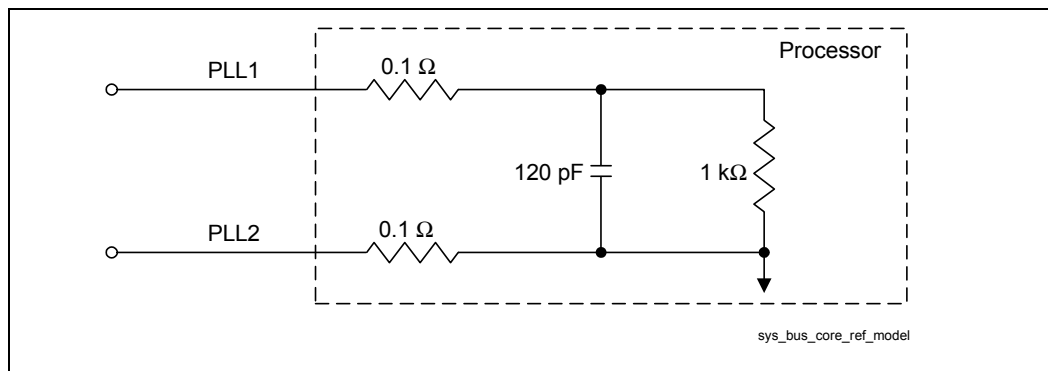 Processor
0.1 Ω
PLL1
120 pF
1 kΩ
0.1 Ω
PLL2
sys_bus_core_ref_model